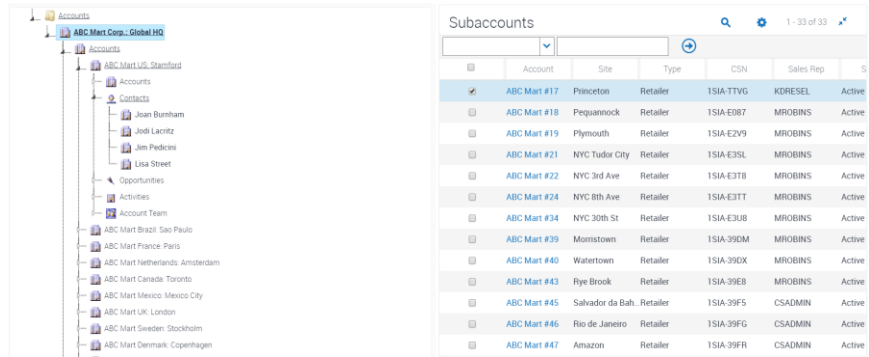 Accounts
ABC Mart Corp.: Global HQ
Accounts
ABC Mart US: Stamford
Accounts
Contacts
Joan Burnham
Jodi Lacritz
Jim Pedicini
Lisa Street
Opportunities
Activities
Account Team
ABC Mart Brazil: Sao Paulo
ABC Mart France: Paris
ABC Mart Netherlands: Amsterdam
ABC Mart Canada: Toronto
ABC Mart Mexico: Mexico City
ABC Mart UK: London
ABC Mart Sweden: Stockholm
ABC Mart Denmark: Copenhagen
Subaccounts 1 - 33 of 33
Account Site Type CSN Sales Rep S
ABC Mart #17 Princeton Retailer 1SIA-TTVG KDRESEL Active
ABC Mart #18 Pequannock Retailer 1SIA-E087 MROBINS Active
ABC Mart #19 Plymouth Retailer 1SIA-E2V9 MROBINS Active
ABC Mart #21 NYC Tudor City Retailer 1SIA-E3SL MROBINS Active
ABC Mart #22 NYC 3rd Ave Retailer 1SIA-E3T8 MROBINS Active
ABC Mart #24 NYC 8th Ave Retailer 1SIA-E3TT MROBINS Active
ABC Mart #34 NYC 30th St Retailer 1SIA-E3U8 MROBINS Active
ABC Mart #39 Morristown Retailer 1SIA-39DM MROBINS Active
ABC Mart #40 Watertown Retailer 1SIA-39DX MROBINS Active
ABC Mart #43 Rye Brook Retailer 1SIA-39E8 MROBINS Active
ABC Mart #45 Salvador da Bah... Retailer 1SIA-39F5 CSADMIN Active
ABC Mart #46 Rio de Janeiro Retailer 1SIA-39FG CSADMIN Active
ABC Mart #47 Amazon Retailer 1SIA-39FR CSADMIN Active